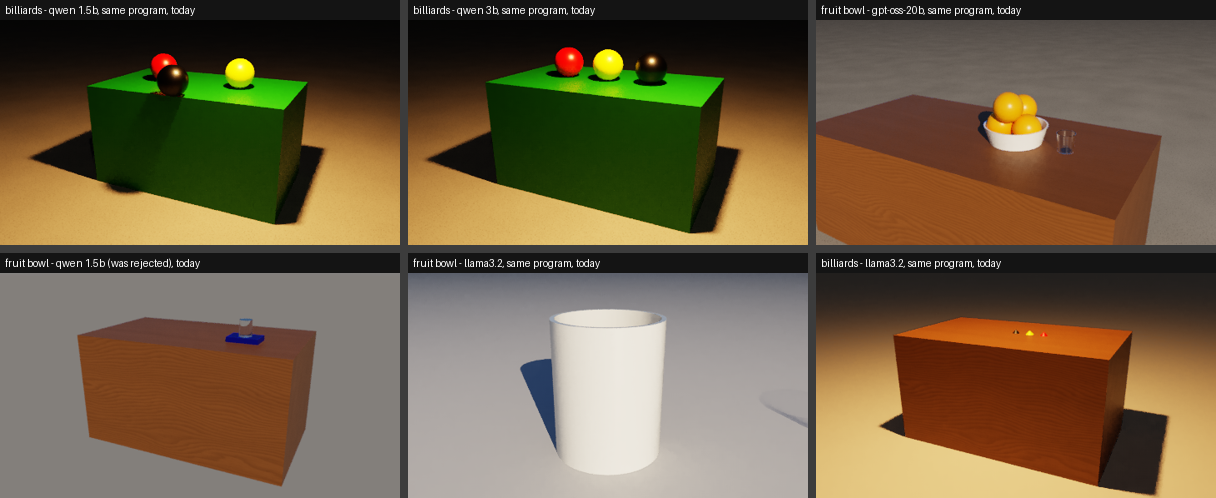 billiards - qwen 1.5b, same program, today
billiards - qwen 3b, same program, today
fruit bowl - gpt-oss-20b, same program, today
fruit bowl - qwen 1.5b (was rejected), today
fruit bowl - llama3.2, same program, today
billiards - llama3.2, same program, today